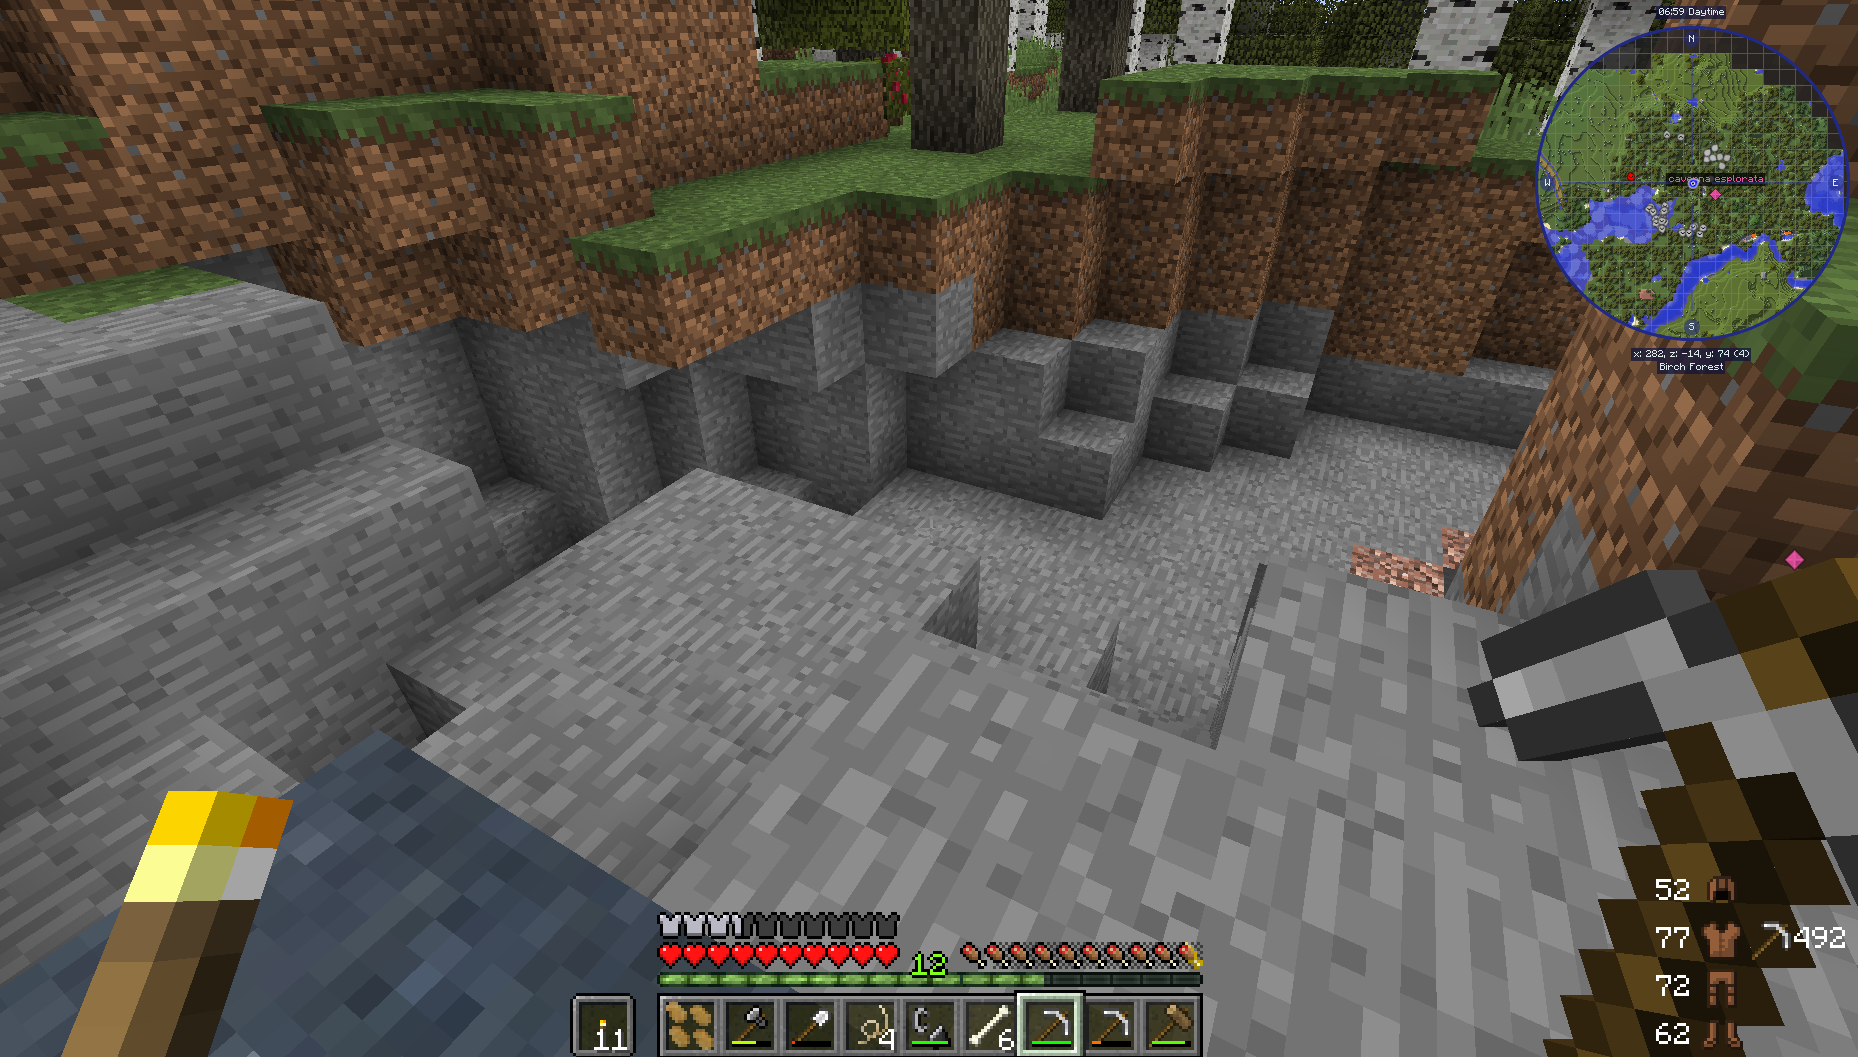 06:59 Daytime
N
W
caverna esplorata
E
S
x: 282, z: -14, y: 74 (4)
Birch Forest
52
77
492
72
62
12
11
4
6